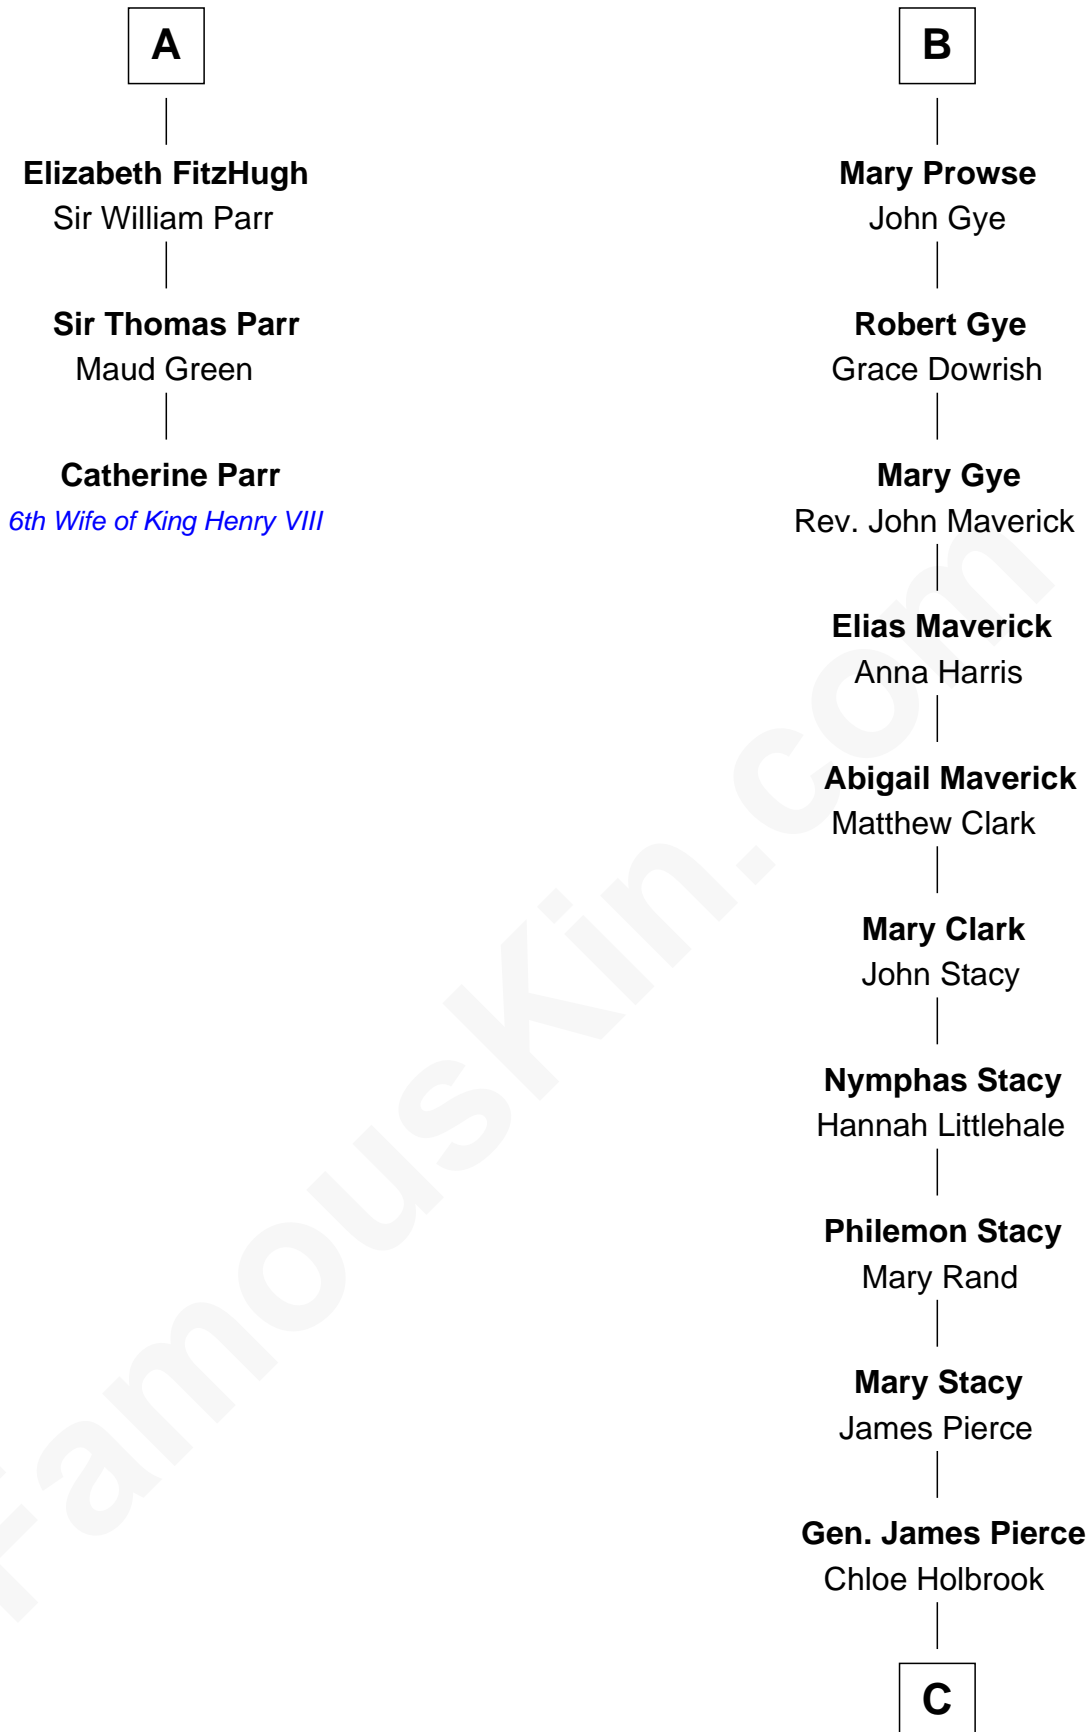 A
Elizabeth FitzHugh
Sir William Parr
Sir Thomas Parr
Maud Green
Catherine Parr
6th Wife of King Henry VIII
B
Mary Prowse
John Gye
Robert Gye
Grace Dowrish
Mary Gye
Rev. John Maverick
Elias Maverick
Anna Harris
Abigail Maverick
Matthew Clark
Mary Clark
John Stacy
Nymphas Stacy
Hannah Littlehale
Philemon Stacy
Mary Rand
Mary Stacy
James Pierce
Gen. James Pierce
Chloe Holbrook
C
FamousKin.com